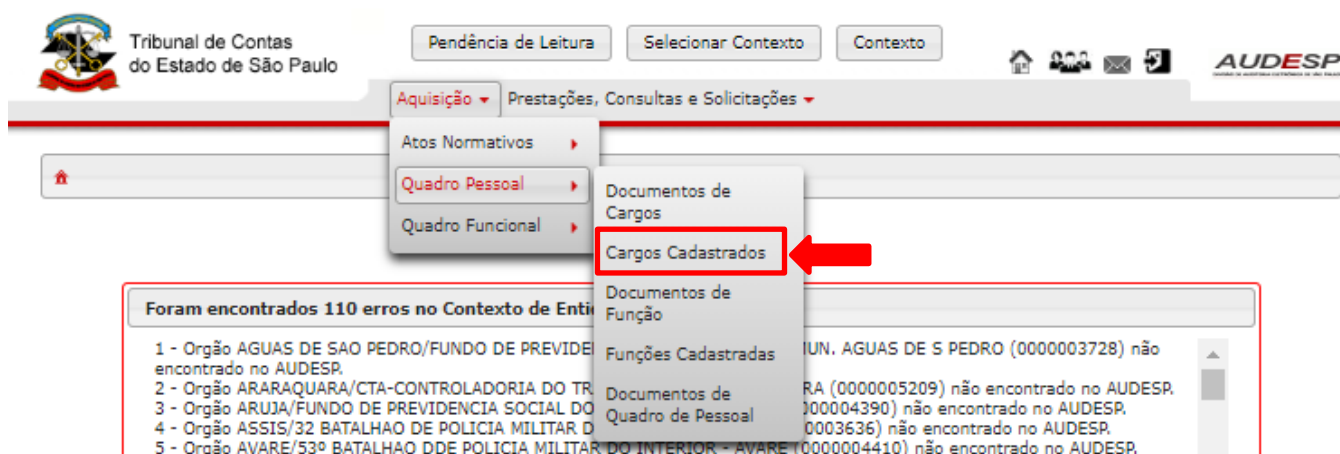 Tribunal de Contas
do Estado de São Paulo
Pendência de Leitura
Selecionar Contexto
Contexto
AUDESP
Aquisição
Prestações, Consultas e Solicitações
Atos Normativos
Quadro Pessoal
Quadro Funcional
Documentos de
Cargos
Cargos Cadastrados
Documentos de
Função
Funções Cadastradas
Documentos de
Quadro de Pessoal
Foram encontrados 110 erros no Contexto de Enti
1 - Orgão AGUAS DE SAO PEDRO/FUNDO DE PREVIDE UN. AGUAS DE S PEDRO (0000003728) não
encontrado no AUDESP.
2 - Orgão ARARAQUARA/CTA-CONTROLADORIA DO TR RA (0000005209) não encontrado no AUDESP.
3 - Orgão ARUJA/FUNDO DE PREVIDENCIA SOCIAL DO 00004390) não encontrado no AUDESP.
4 - Orgão ASSIS/32 BATALHAO DE POLICIA MILITAR D 0003636) não encontrado no AUDESP.
5 - Orgão AVARE/53º BATALHAO DDE POLICIA MILITAR DO INTERIOR - AVARE (0000004410) não encontrado no AUDESP.